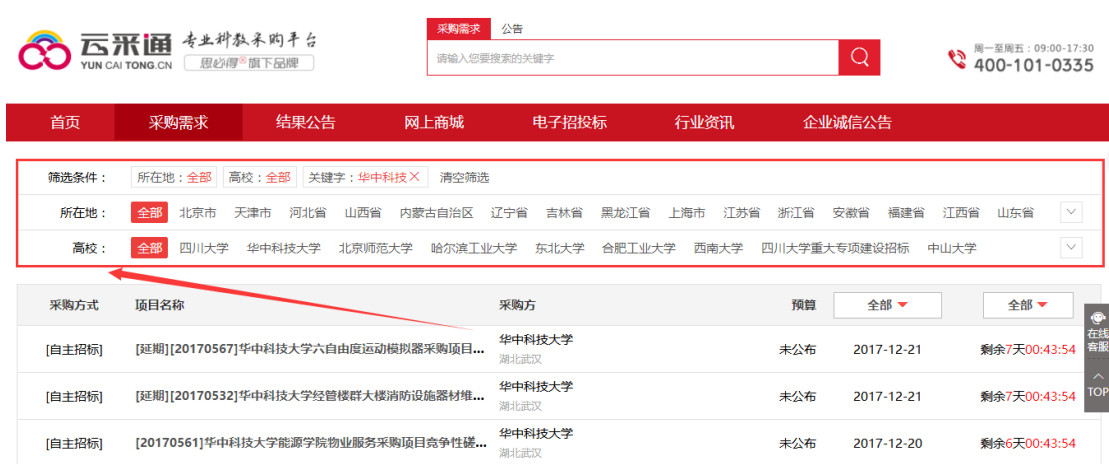 采购需求 公告
云采通 专业科教采购平台
YUN CAI TONG.CN 思必得®旗下品牌
请输入您要搜索的关键字
周一至周五：09:00-17:30
400-101-0335
首页 采购需求 结果公告 网上商城 电子招投标 行业资讯 企业诚信公告
筛选条件： 所在地：全部 高校：全部 关键字：华中科技× 清空筛选
所在地： 全部 北京市 天津市 河北省 山西省 内蒙古自治区 辽宁省 吉林省 黑龙江省 上海市 江苏省 浙江省 安徽省 福建省 江西省 山东省
高校： 全部 四川大学 华中科技大学 北京师范大学 哈尔滨工业大学 东北大学 合肥工业大学 西南大学 四川大学重大专项建设招标 中山大学
采购方式 项目名称 采购方 预算 全部 全部
[自主招标] [延期][20170567]华中科技大学六自由度运动模拟器采购项目... 华中科技大学 未公布 2017-12-21 剩余7天00:43:54
湖北武汉
[自主招标] [延期][20170532]华中科技大学经管楼群大楼消防设施器材维... 华中科技大学 未公布 2017-12-21 剩余7天00:43:54
湖北武汉
[自主招标] [20170561]华中科技大学能源学院物业服务采购项目竞争性磋... 华中科技大学 未公布 2017-12-20 剩余6天00:43:54
湖北武汉
在线
客服
TOP